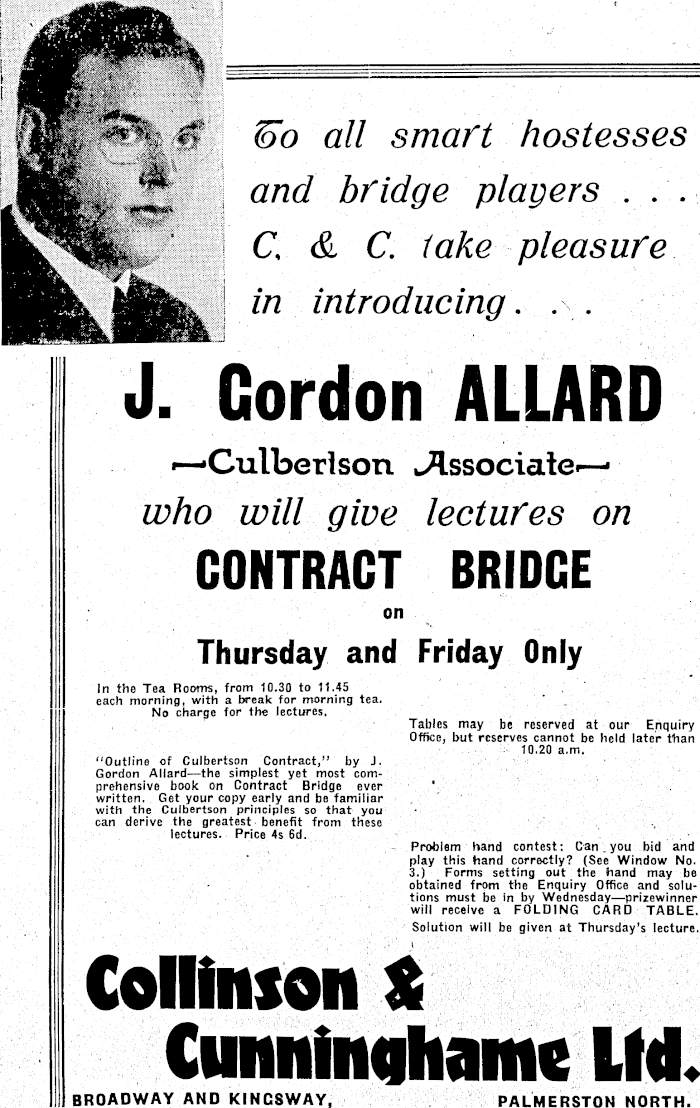 To all smart hostesses
and bridge players . . .
C. & C. take pleasure
in introducing. . .
J. Gordon ALLARD
—Culbertson Associate—
who will give lectures on
CONTRACT BRIDGE
on
Thursday and Friday Only
In the Tea Rooms, from 10.30 to 11.45
each morning, with a break for morning tea.
No charge for the lectures.
"Outline of Culbertson Contract," by J.
Gordon Allard—the simplest yet most com-
prehensive book on Contract Bridge ever
written. Get your copy early and be familiar
with the Culbertson principles so that you
can derive the greatest benefit from these
lectures. Price 4s 6d.
Tables may be reserved at our Enquiry
Office, but reserves cannot be held later than
10.20 a.m.
Problem hand contest: Can you bid and
play this hand correctly? (See Window No.
3.) Forms setting out the hand may be
obtained from the Enquiry Office and solu-
tions must be in by Wednesday—prizewinner
will receive a FOLDING CARD TABLE.
Solution will be given at Thursday's lecture.
Collinson &
Cunninghame Ltd.
BROADWAY AND KINGSWAY, PALMERSTON NORTH.